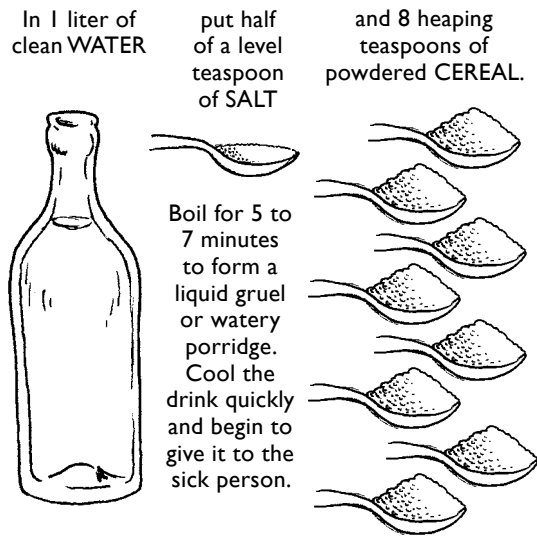 In 1 liter of
clean WATER
put half
of a level
teaspoon
of SALT
and 8 heaping
teaspoons of
powdered CEREAL.
Boil for 5 to
7 minutes
to form a
liquid gruel
or watery
porridge.
Cool the
drink quickly
and begin to
give it to the
sick person.